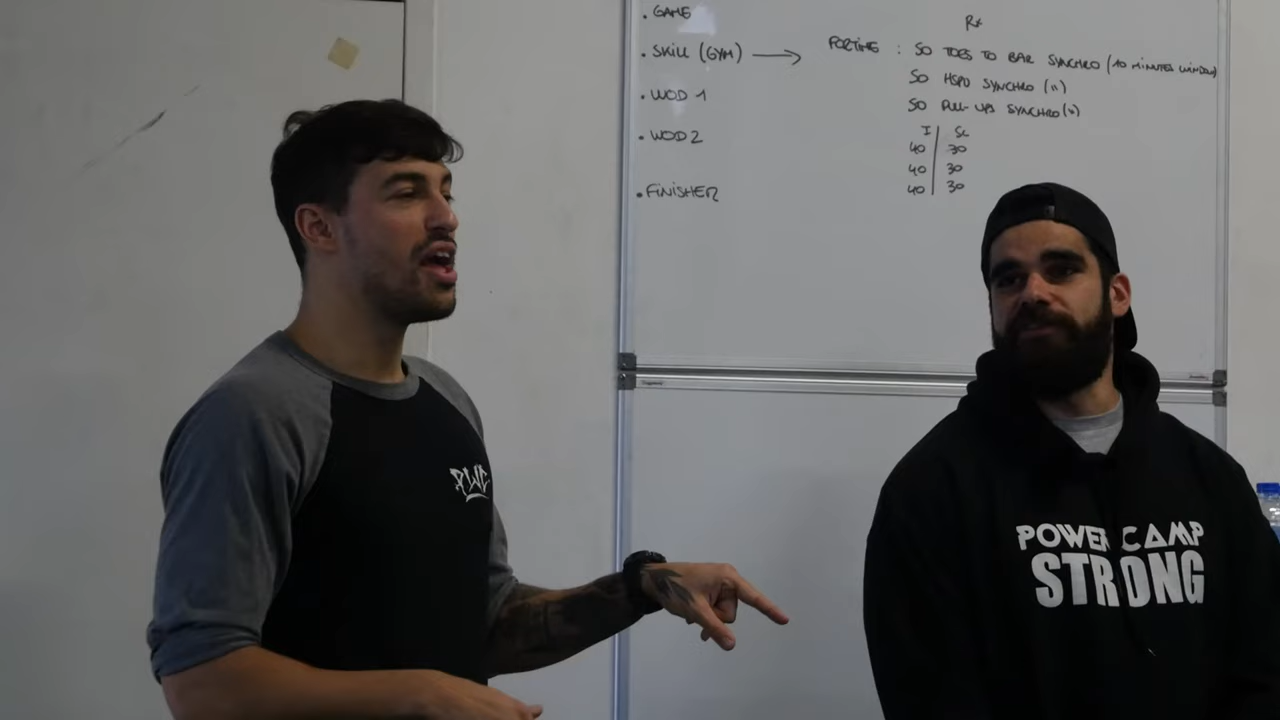 . GAME
. SKILL (GYM) →
. WOD 1
. WOD 2
. FINISHER
RX
FORTIME : 50 TOES TO BAR SYNCHRO (10 MINUTES WINDOW)
50 HSPU SYNCHRO (")
50 PULL-UPS SYNCHRO (")
I | SC
40 | 30
40 | 30
40 | 30
PWC
POWER CAMP
STRONG